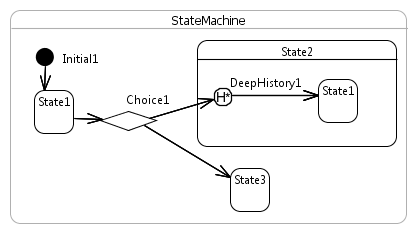 StateMachine
Initial1
State2
DeepHistory1
State1
H*
State1
Choice1
State3